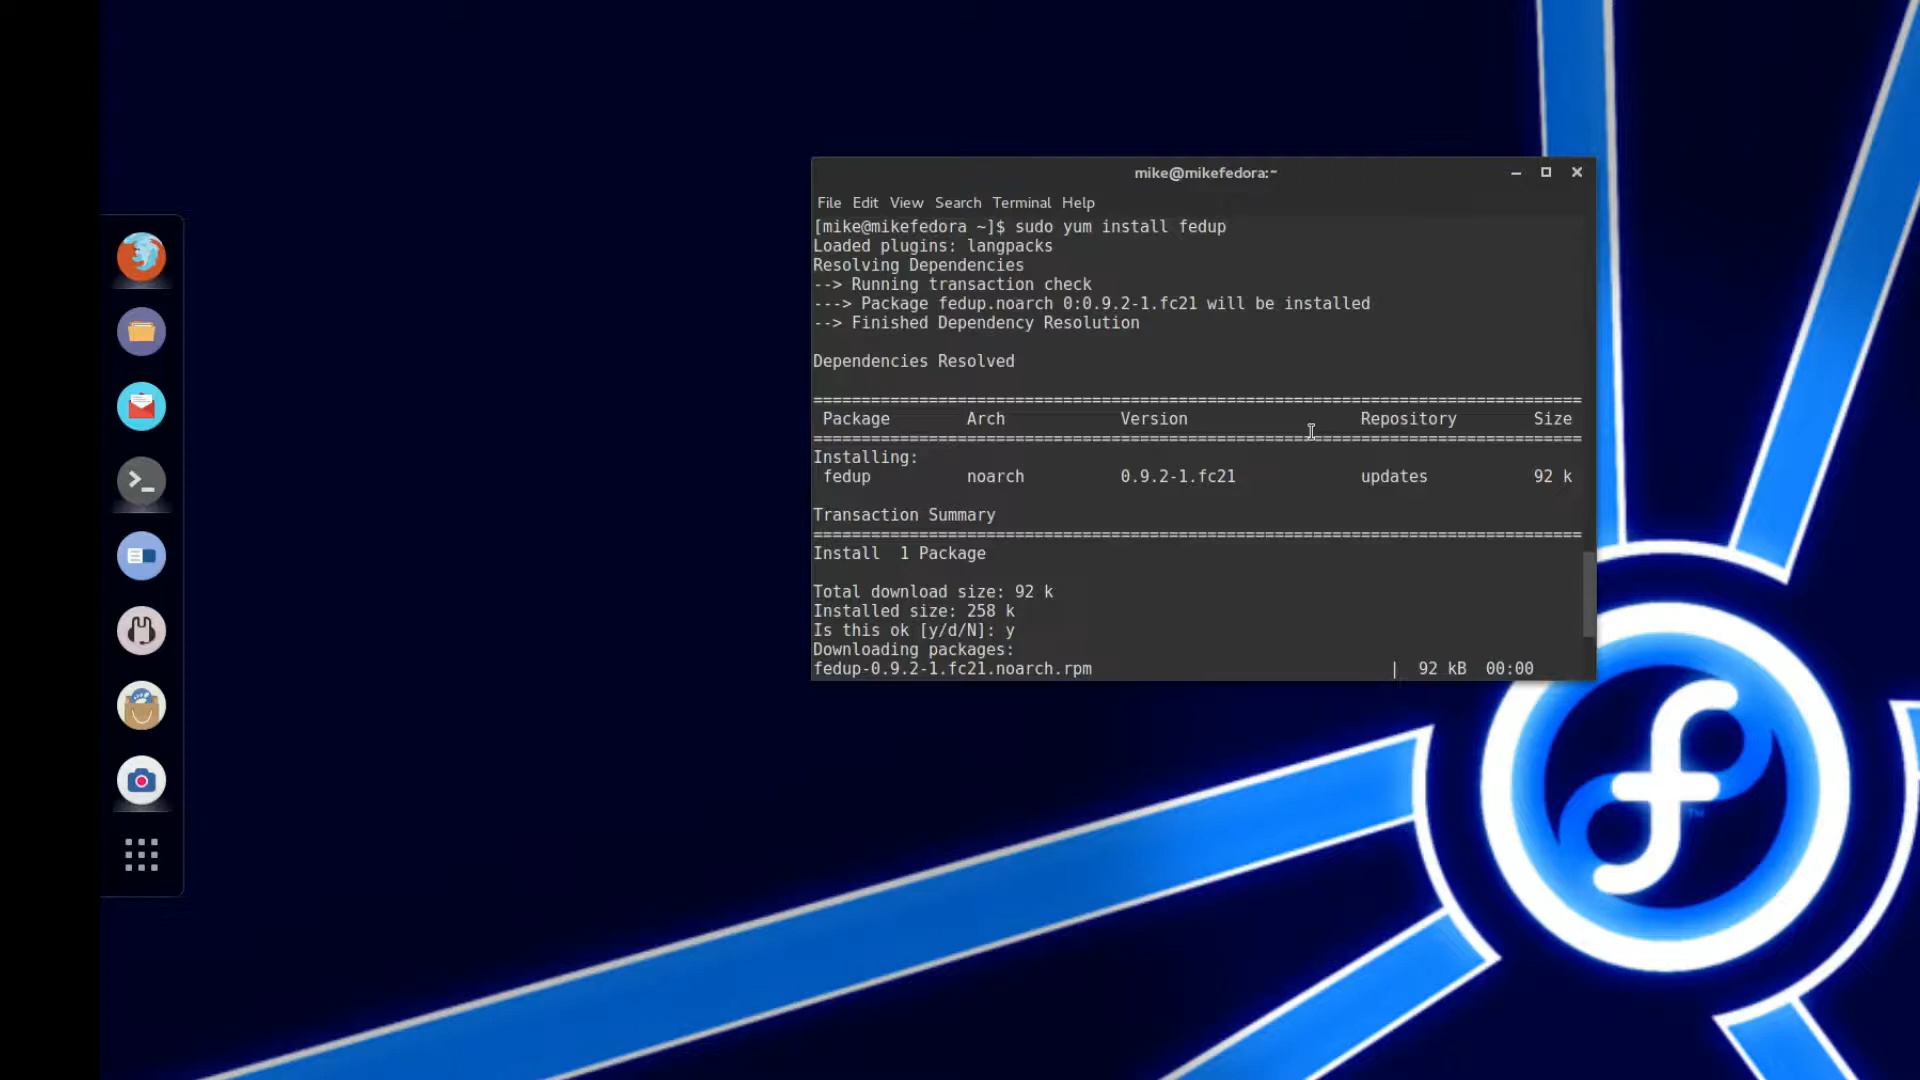 mike@mikefedora:~
File Edit View Search Terminal Help
[mike@mikefedora ~]$ sudo yum install fedup
Loaded plugins: langpacks
Resolving Dependencies
--> Running transaction check
---> Package fedup.noarch 0:0.9.2-1.fc21 will be installed
--> Finished Dependency Resolution
Dependencies Resolved
================================================================================
Package Arch Version Repository Size
================================================================================
Installing:
fedup noarch 0.9.2-1.fc21 updates 92 k
Transaction Summary
================================================================================
Install 1 Package
Total download size: 92 k
Installed size: 258 k
Is this ok [y/d/N]: y
Downloading packages:
fedup-0.9.2-1.fc21.noarch.rpm | 92 kB 00:00
TM